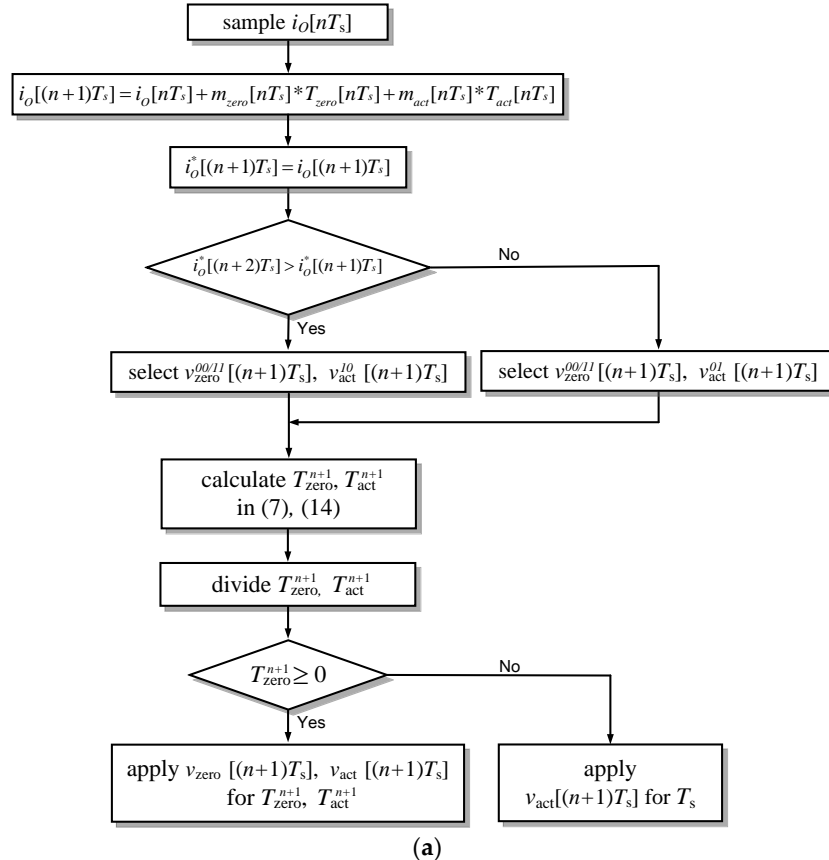 sample i_O[nT_s]
i_O[(n+1)T_s] = i_O[nT_s] + m_zero[nT_s]*T_zero[nT_s] + m_act[nT_s]*T_act[nT_s]
i_O^*[(n+1)T_s] = i_O[(n+1)T_s]
i_O^*[(n+2)T_s] > i_O^*[(n+1)T_s]
No
Yes
select v_zero^00/11[(n+1)T_s], v_act^10 [(n+1)T_s]
select v_zero^00/11[(n+1)T_s], v_act^01 [(n+1)T_s]
calculate T_zero^n+1, T_act^n+1
in (7), (14)
divide T_zero^n+1, T_act^n+1
T_zero^n+1 ≥ 0
No
Yes
apply v_zero [(n+1)T_s], v_act [(n+1)T_s]
for T_zero^n+1, T_act^n+1
apply
v_act[(n+1)T_s] for T_s
(a)